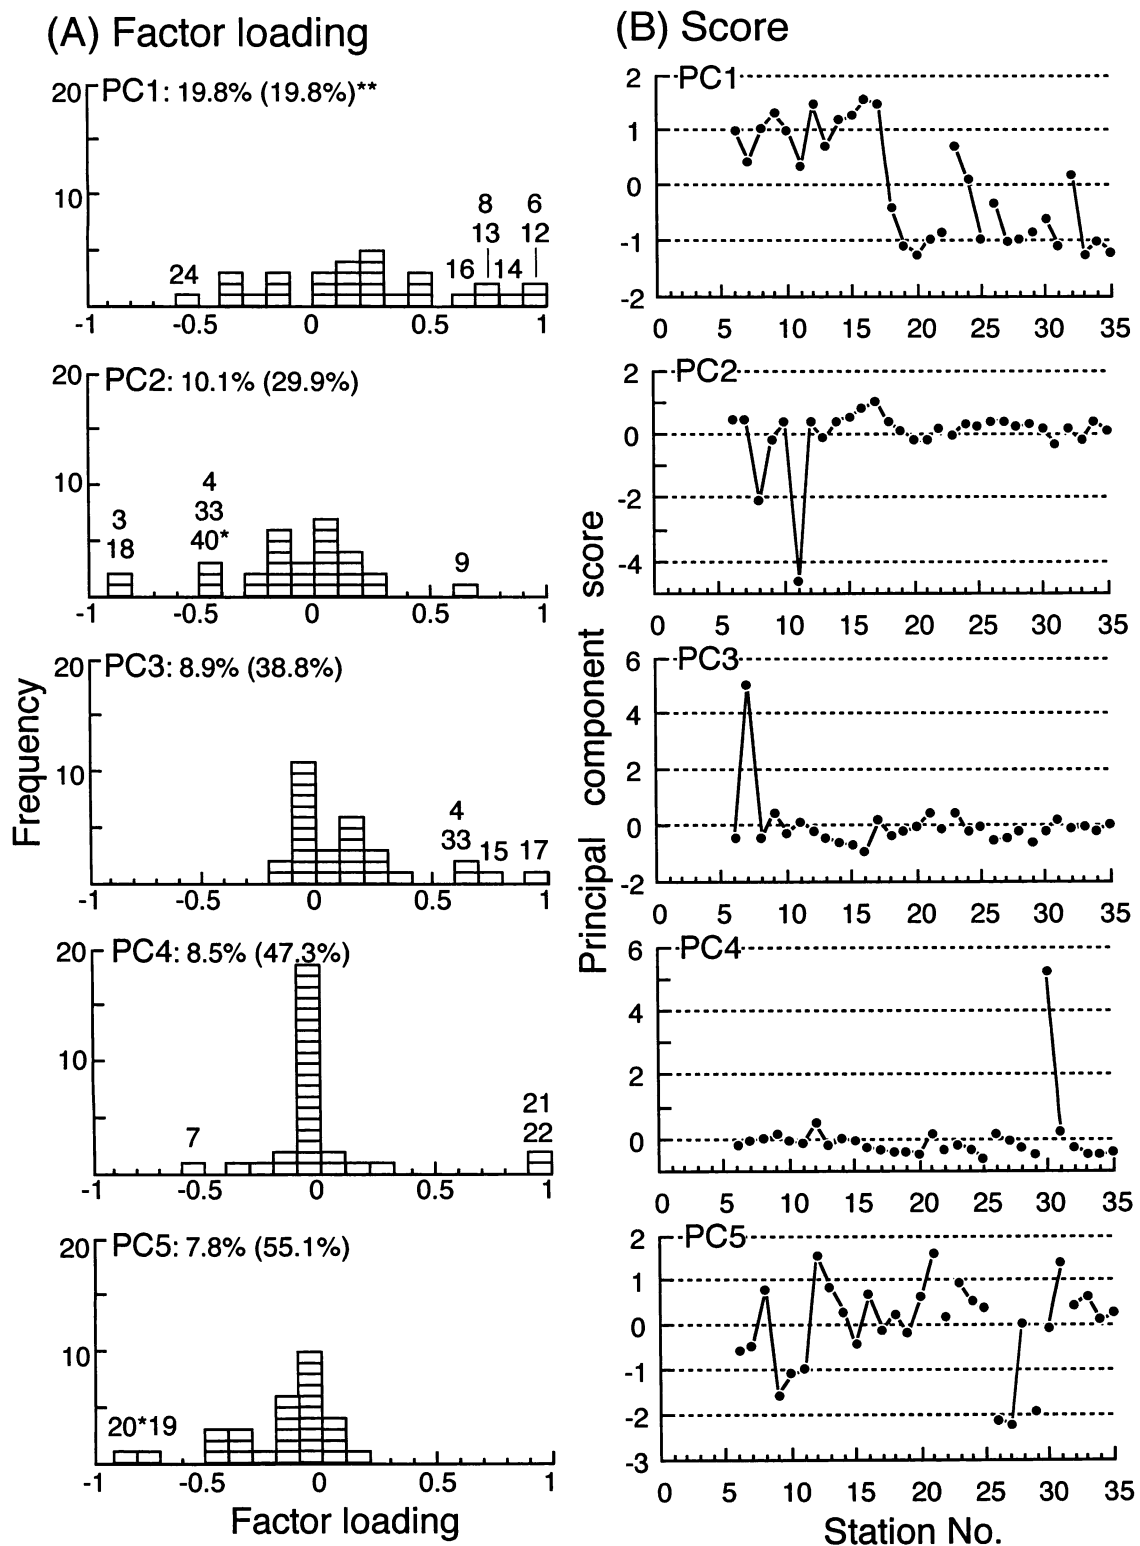 (A) Factor loading
20 PC1: 19.8% (19.8%)**
10
24
16
8
13
14
6
12
-1 -0.5 0 0.5 1
20 PC2: 10.1% (29.9%)
10
3
18
4
33
40*
9
-1 -0.5 0 0.5 1
20 PC3: 8.9% (38.8%)
10
4
33
15
17
-1 -0.5 0 0.5 1
20 PC4: 8.5% (47.3%)
10
7
21
22
-1 -0.5 0 0.5 1
20 PC5: 7.8% (55.1%)
10
20*19
-1 -0.5 0 0.5 1
Frequency
Factor loading
(B) Score
PC1
2
1
0
-1
-2
0 5 10 15 20 25 30 35
PC2
2
0
-2
-4
0 5 10 15 20 25 30 35
PC3
6
4
2
0
-2
0 5 10 15 20 25 30 35
PC4
6
4
2
0
0 5 10 15 20 25 30 35
PC5
2
1
0
-1
-2
-3
0 5 10 15 20 25 30 35
Principal component score
Station No.